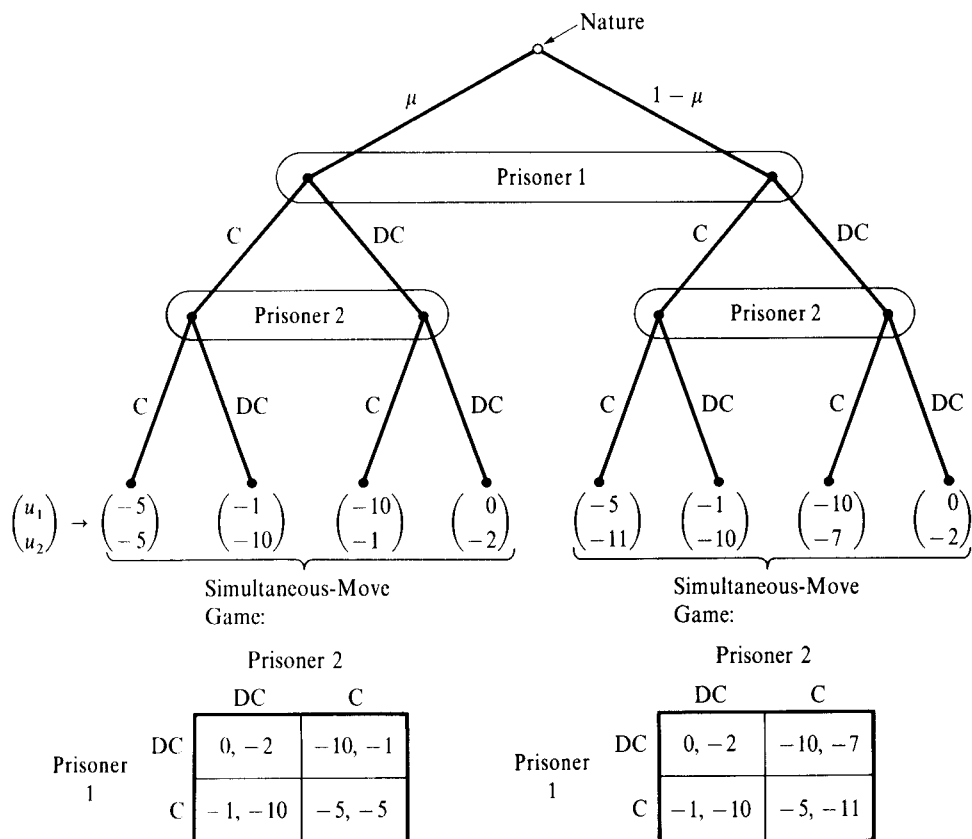 Nature
μ 1 − μ
Prisoner 1
C DC C DC
Prisoner 2 Prisoner 2
C DC C DC C DC C DC
(u₁ u₂) → (−5 −5) (−1 −10) (−10 −1) (0 −2) (−5 −11) (−1 −10) (−10 −7) (0 −2)
Simultaneous-Move
Game:
Simultaneous-Move
Game:
Prisoner 2
DC C
Prisoner
1
DC 0, −2 −10, −1
C −1, −10 −5, −5
Prisoner 2
DC C
Prisoner
1
DC 0, −2 −10, −7
C −1, −10 −5, −11